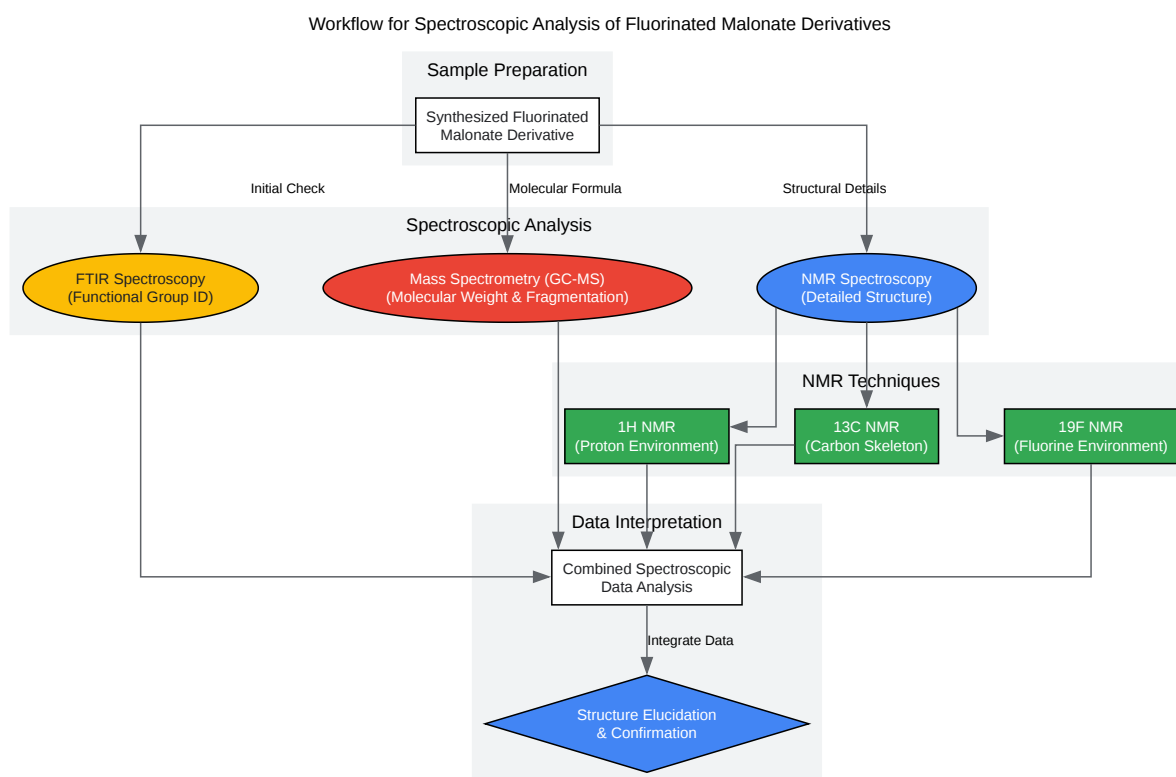 Workflow for Spectroscopic Analysis of Fluorinated Malonate Derivatives
Sample Preparation
Synthesized Fluorinated
Malonate Derivative
Initial Check
Molecular Formula
Structural Details
Spectroscopic Analysis
FTIR Spectroscopy
(Functional Group ID)
Mass Spectrometry (GC-MS)
(Molecular Weight & Fragmentation)
NMR Spectroscopy
(Detailed Structure)
NMR Techniques
1H NMR
(Proton Environment)
13C NMR
(Carbon Skeleton)
19F NMR
(Fluorine Environment)
Data Interpretation
Combined Spectroscopic
Data Analysis
Integrate Data
Structure Elucidation
& Confirmation